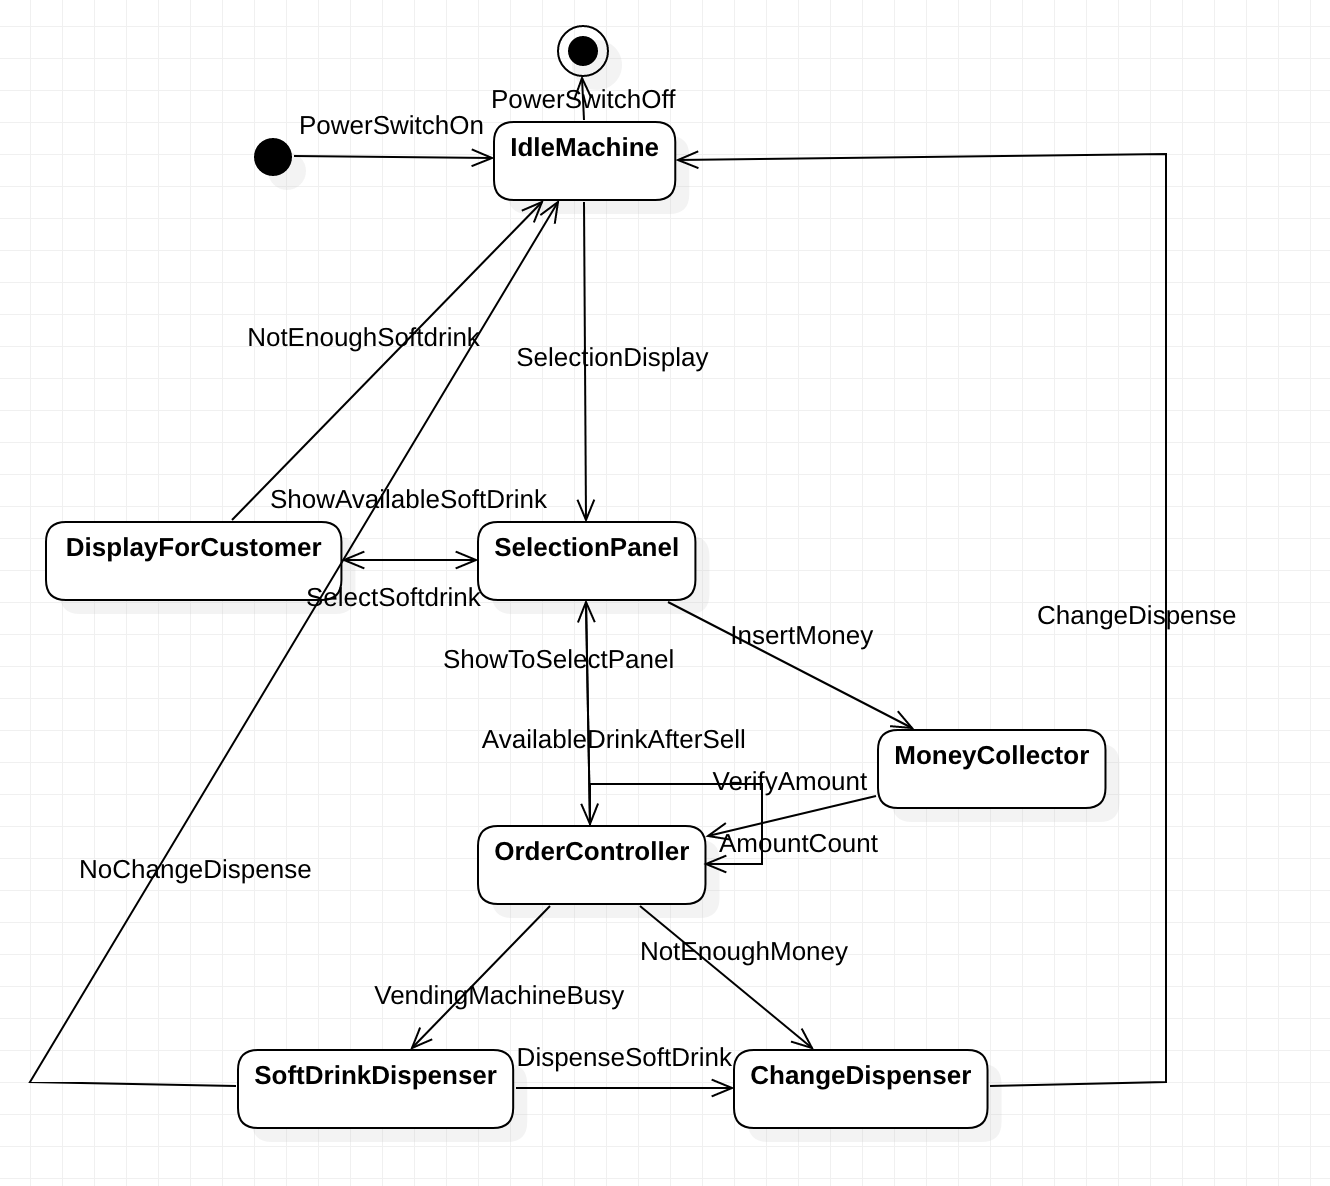 PowerSwitchOff
PowerSwitchOn
IdleMachine
NotEnoughSoftdrink
SelectionDisplay
ShowAvailableSoftDrink
DisplayForCustomer
SelectionPanel
SelectSoftdrink
ChangeDispense
InsertMoney
ShowToSelectPanel
AvailableDrinkAfterSell
MoneyCollector
VerifyAmount
AmountCount
OrderController
NoChangeDispense
NotEnoughMoney
VendingMachineBusy
DispenseSoftDrink
SoftDrinkDispenser
ChangeDispenser